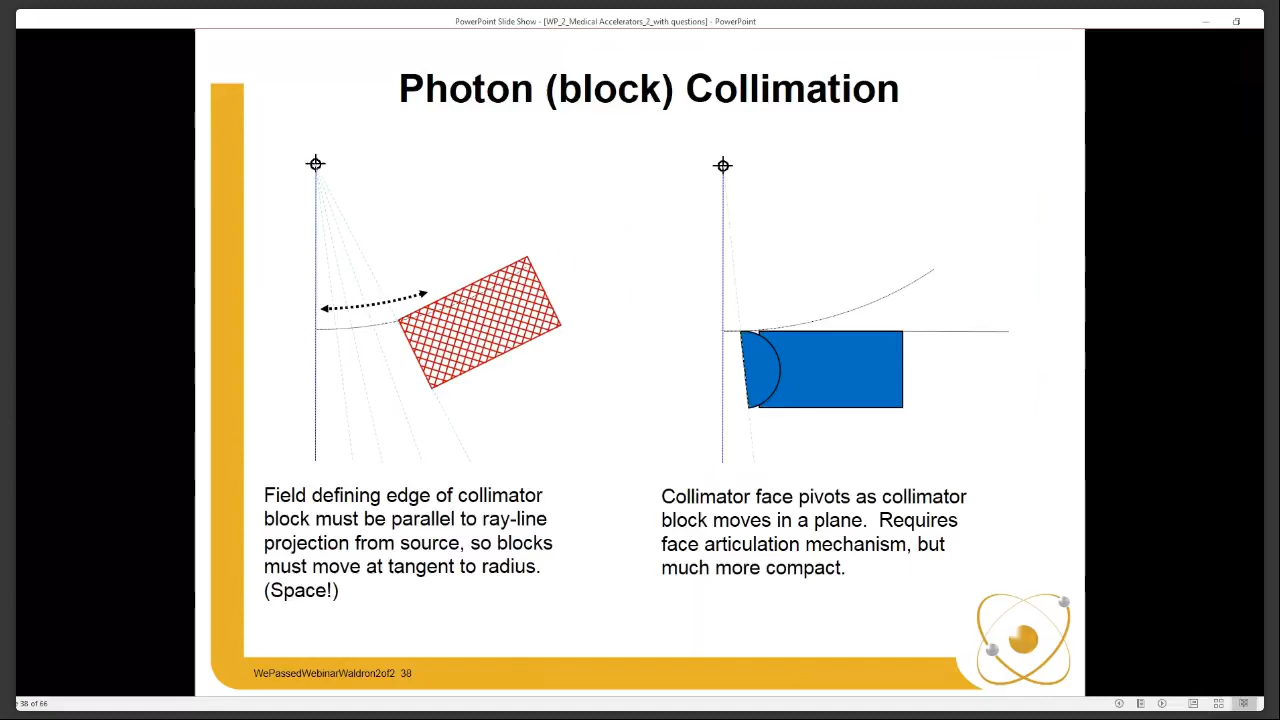 PowerPoint Slide Show - [WP_2_Medical Accelerators_2_with questions] - PowerPoint
Photon (block) Collimation
Field defining edge of collimator
block must be parallel to ray-line
projection from source, so blocks
must move at tangent to radius.
(Space!)
Collimator face pivots as collimator
block moves in a plane.  Requires
face articulation mechanism, but
much more compact.
WePassedWebinarWaldron2of2 38
38 of 66